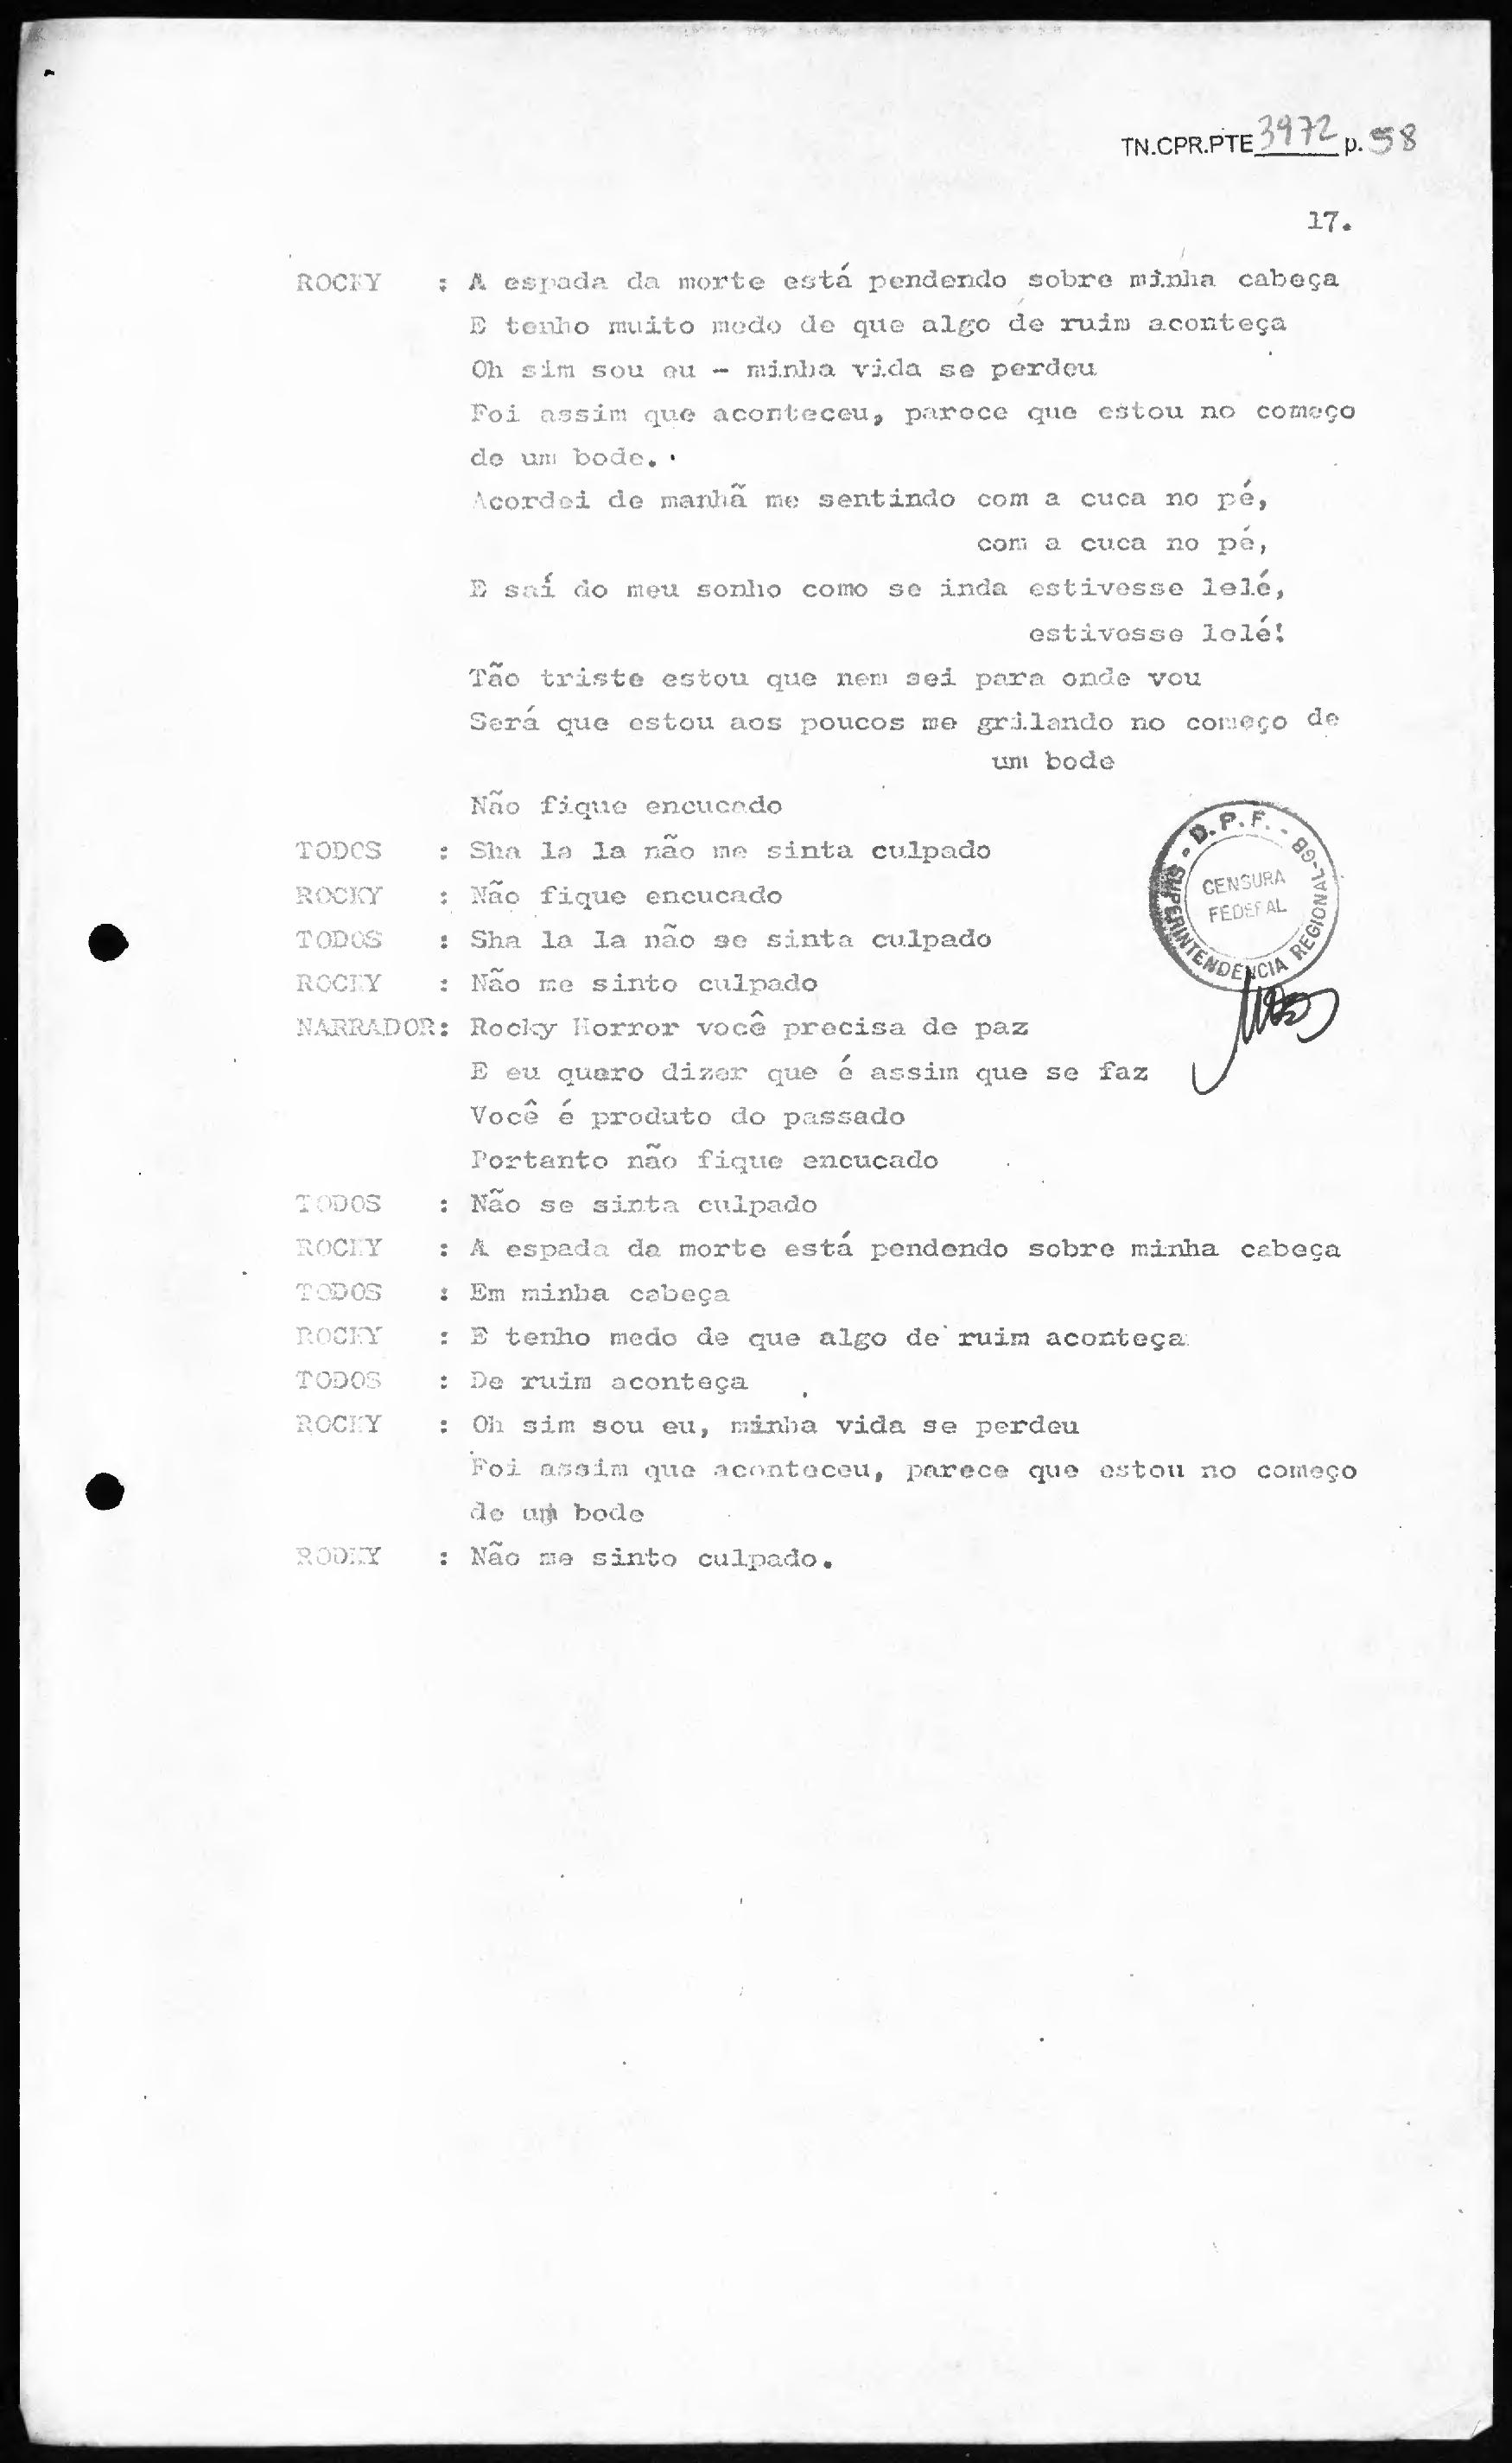 TN.CPR.PTE 3972 p. 58
17.
ROCKY : A espada da morte está pendendo sobre minha cabeça
E tenho muito medo de que algo de ruim aconteça
Oh sim sou eu - minha vida se perdeu
Foi assim que aconteceu, parece que estou no começo
de um bode.
Acordei de manhã me sentindo com a cuca no pé,
com a cuca no pé,
E saí do meu sonho como se inda estivesse lelé,
estivesse lelé!
Tão triste estou que nem sei para onde vou
Será que estou aos poucos me grilando no começo de
um bode
Não fique encucado
TODOS : Sha la la não me sinta culpado
ROCKY : Não fique encucado
TODOS : Sha la la não se sinta culpado
ROCKY : Não me sinto culpado
NARRADOR: Rocky Horror você precisa de paz
E eu quero dizer que é assim que se faz
Você é produto do passado
Portanto não fique encucado
TODOS : Não se sinta culpado
ROCKY : A espada da morte está pendendo sobre minha cabeça
TODOS : Em minha cabeça
ROCKY : E tenho medo de que algo de ruim aconteça
TODOS : De ruim aconteça
ROCKY : Oh sim sou eu, minha vida se perdeu
Foi assim que aconteceu, parece que estou no começo
de um bode
RODKY : Não me sinto culpado.
D.P.F. - SUPERINTENDENCIA REGIONAL-GB
CENSURA
FEDERAL